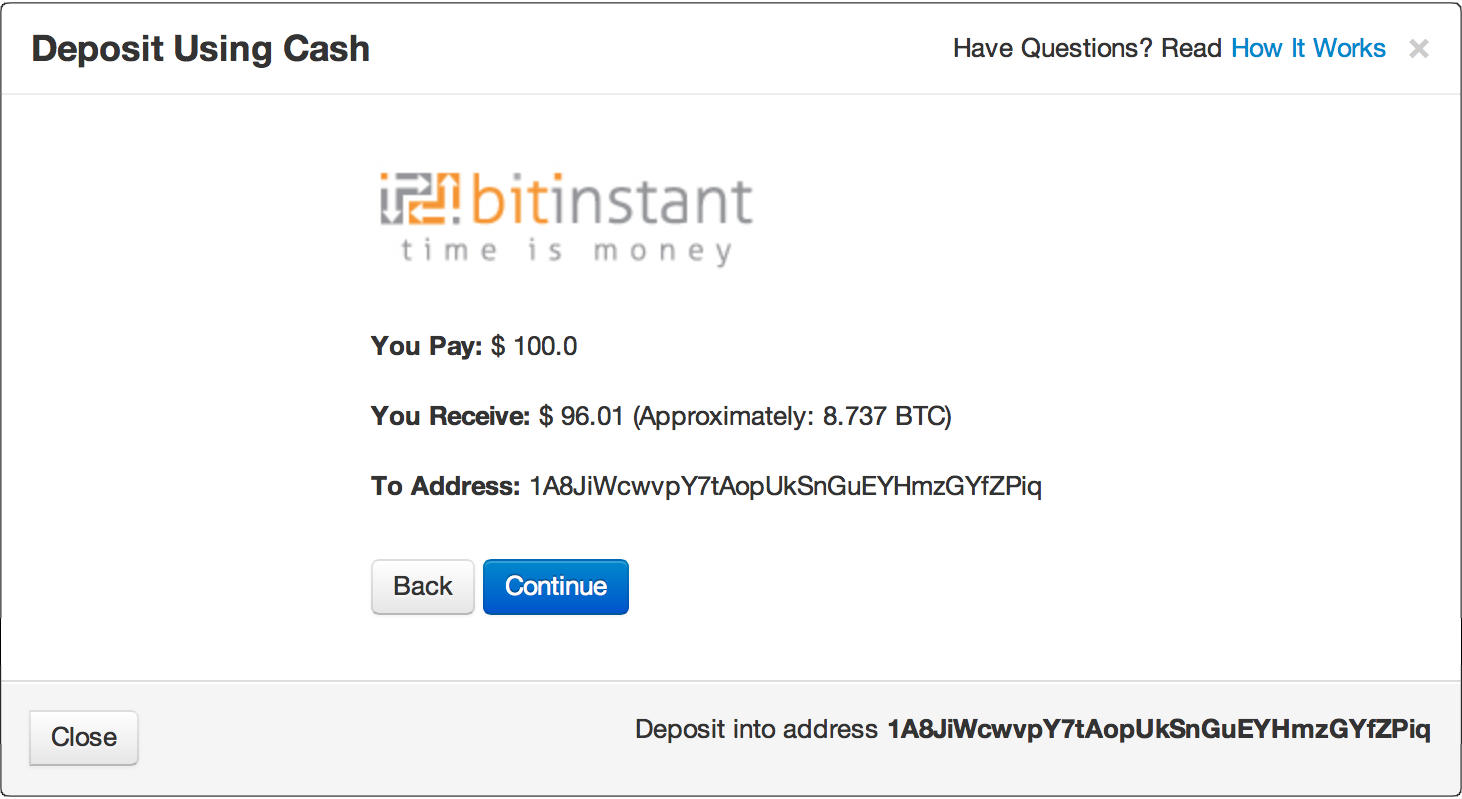 Deposit Using Cash
Have Questions? Read How It Works ×
bitinstant
time is money
You Pay: $ 100.0
You Receive: $ 96.01 (Approximately: 8.737 BTC)
To Address: 1A8JiWcwvpY7tAopUkSnGuEYHmzGYfZPiq
Back Continue
Close
Deposit into address 1A8JiWcwvpY7tAopUkSnGuEYHmzGYfZPiq